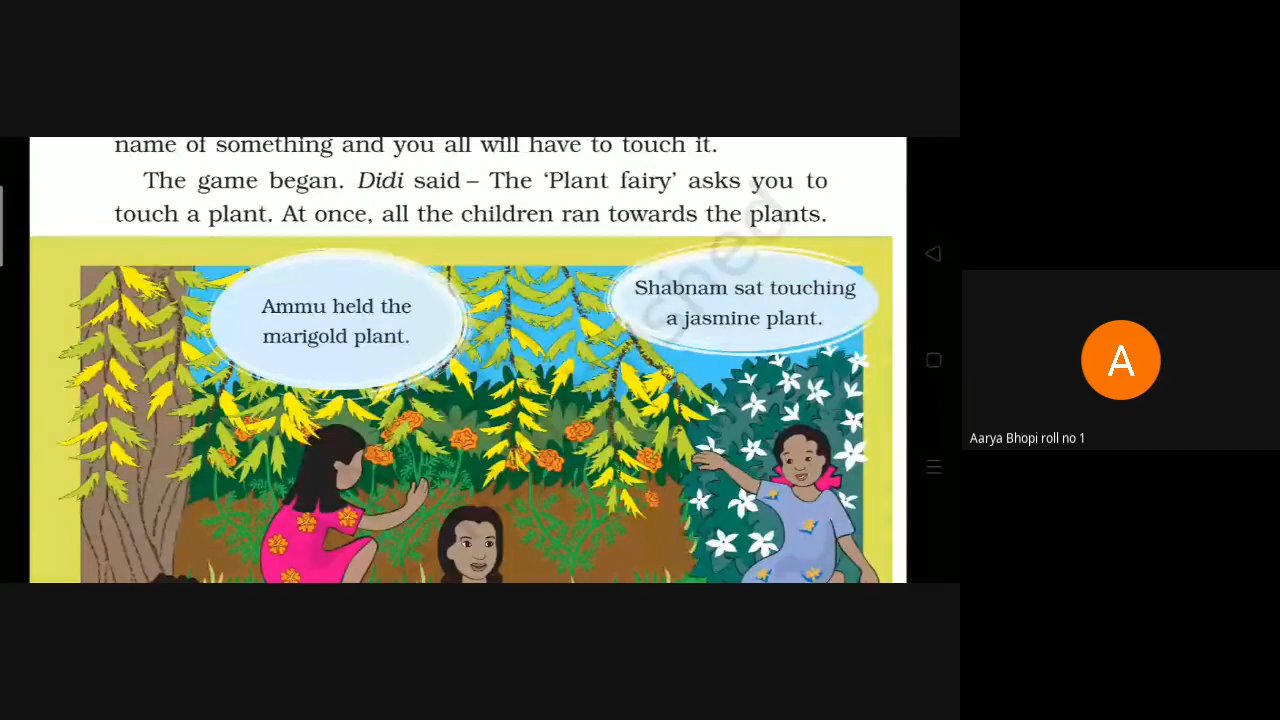 name of something and you all will have to touch it.
The game began. Didi said – The ‘Plant fairy’ asks you to
touch a plant. At once, all the children ran towards the plants.
Ammu held the
marigold plant.
Shabnam sat touching
a jasmine plant.
A
Aarya Bhopi roll no 1